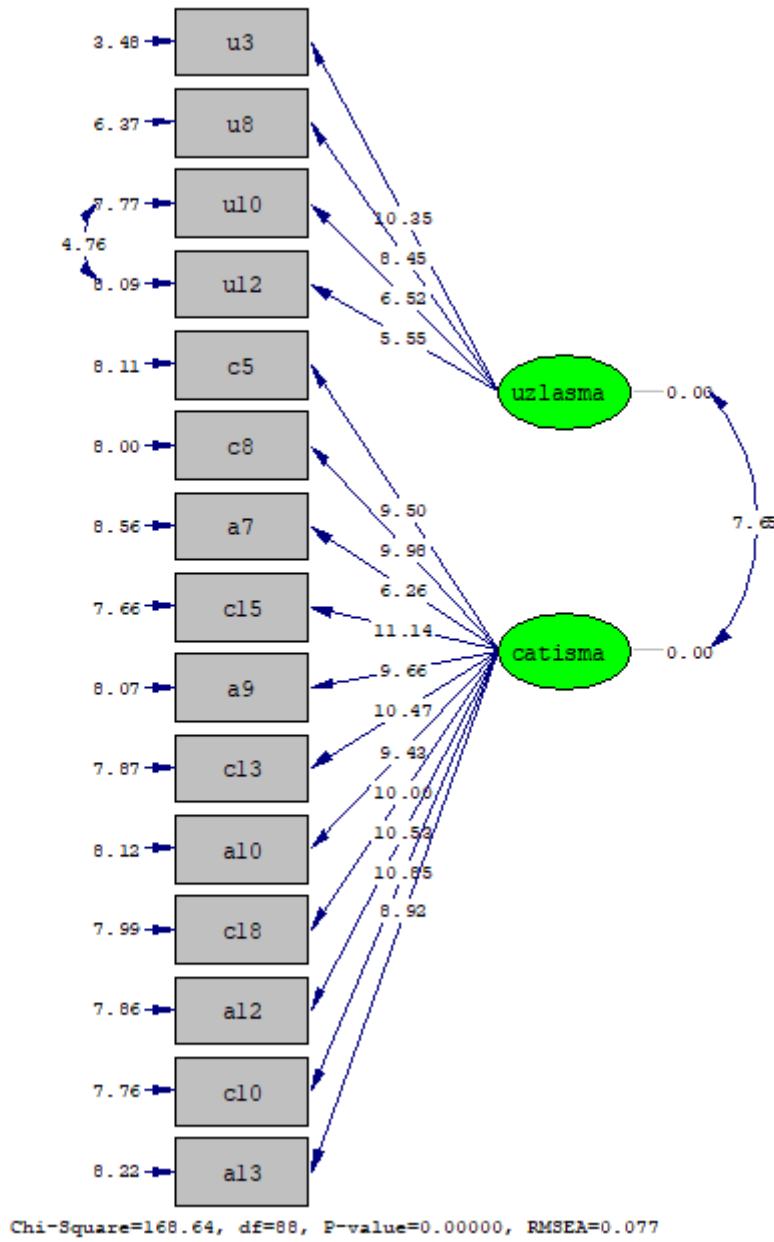 3.48 u3
6.37 u8
7.77 u10
10.35
4.76
8.45
8.09 u12
6.52
5.55
8.11 c5
uzlasma 0.00
8.00 c8
9.50
7.65
8.56 a7
9.98
6.26
7.66 c15
11.14
catisma 0.00
9.66
8.07 a9
10.47
9.43
7.87 c13
10.00
10.53
8.12 a10
10.85
8.92
7.99 c18
7.86 a12
7.76 c10
8.22 a13
Chi-Square=168.64, df=88, P-value=0.00000, RMSEA=0.077